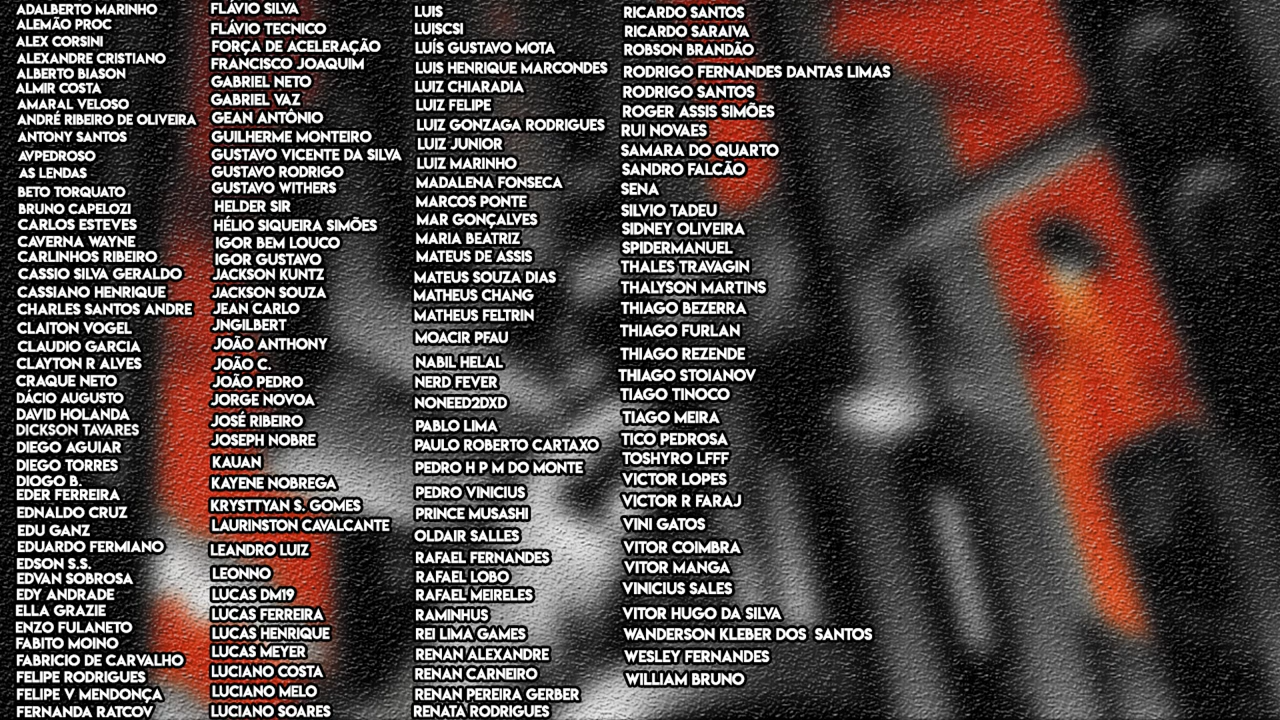 ADALBERTO MARINHO
ALEMÃO PROC
ALEX CORSINI
ALEXANDRE CRISTIANO
ALBERTO BIASON
ALMIR COSTA
AMARAL VELOSO
ANDRÉ RIBEIRO DE OLIVEIRA
ANTONY SANTOS
AVPEDROSO
AS LENDAS
BETO TORQUATO
BRUNO CAPELOZI
CARLOS ESTEVES
CAVERNA WAYNE
CARLINHOS RIBEIRO
CASSIO SILVA GERALDO
CASSIANO HENRIQUE
CHARLES SANTOS ANDRE
CLAITON VOGEL
CLAUDIO GARCIA
CLAYTON R ALVES
CRAQUE NETO
DÁCIO AUGUSTO
DAVID HOLANDA
DICKSON TAVARES
DIEGO AGUIAR
DIEGO TORRES
DIOGO B.
EDER FERREIRA
EDNALDO CRUZ
EDU GANZ
EDUARDO FERMIANO
EDSON S.S.
EDVAN SOBROSA
EDY ANDRADE
ELLA GRAZIE
ENZO FULANETO
FABITO MOINO
FABRICIO DE CARVALHO
FELIPE RODRIGUES
FELIPE V MENDONÇA
FERNANDA RATCOV
FLÁVIO SILVA
FLÁVIO TECNICO
FORÇA DE ACELERAÇÃO
FRANCISCO JOAQUIM
GABRIEL NETO
GABRIEL VAZ
GEAN ANTÔNIO
GUILHERME MONTEIRO
GUSTAVO VICENTE DA SILVA
GUSTAVO RODRIGO
GUSTAVO WITHERS
HELDER SIR
HÉLIO SIQUEIRA SIMÕES
IGOR BEM LOUCO
IGOR GUSTAVO
JACKSON KUNTZ
JACKSON SOUZA
JEAN CARLO
JNGILBERT
JOÃO ANTHONY
JOÃO C.
JOÃO PEDRO
JORGE NOVOA
JOSÉ RIBEIRO
JOSEPH NOBRE
KAUAN
KAYENE NOBREGA
KRYSTTYAN S. GOMES
LAURINSTON CAVALCANTE
LEANDRO LUIZ
LEONNO
LUCAS DM19
LUCAS FERREIRA
LUCAS HENRIQUE
LUCAS MEYER
LUCIANO COSTA
LUCIANO MELO
LUCIANO SOARES
LUIS
LUISCSI
LUÍS GUSTAVO MOTA
LUIS HENRIQUE MARCONDES
LUIZ CHIARADIA
LUIZ FELIPE
LUIZ GONZAGA RODRIGUES
LUIZ JUNIOR
LUIZ MARINHO
MADALENA FONSECA
MARCOS PONTE
MAR GONÇALVES
MARIA BEATRIZ
MATEUS DE ASSIS
MATEUS SOUZA DIAS
MATHEUS CHANG
MATHEUS FELTRIN
MOACIR PFAU
NABIL HELAL
NERD FEVER
NONEED2DXD
PABLO LIMA
PAULO ROBERTO CARTAXO
PEDRO H P M DO MONTE
PEDRO VINICIUS
PRINCE MUSASHI
OLDAIR SALLES
RAFAEL FERNANDES
RAFAEL LOBO
RAFAEL MEIRELES
RAMINHUS
REI LIMA GAMES
RENAN ALEXANDRE
RENAN CARNEIRO
RENAN PEREIRA GERBER
RENATA RODRIGUES
RICARDO SANTOS
RICARDO SARAIVA
ROBSON BRANDÃO
RODRIGO FERNANDES DANTAS LIMAS
RODRIGO SANTOS
ROGER ASSIS SIMÕES
RUI NOVAES
SAMARA DO QUARTO
SANDRO FALCÃO
SENA
SILVIO TADEU
SIDNEY OLIVEIRA
SPIDERMANUEL
THALES TRAVAGIN
THALYSON MARTINS
THIAGO BEZERRA
THIAGO FURLAN
THIAGO REZENDE
THIAGO STOIANOV
TIAGO TINOCO
TIAGO MEIRA
TICO PEDROSA
TOSHYRO LFFF
VICTOR LOPES
VICTOR R FARAJ
VINI GATOS
VITOR COIMBRA
VITOR MANGA
VINICIUS SALES
VITOR HUGO DA SILVA
WANDERSON KLEBER DOS SANTOS
WESLEY FERNANDES
WILLIAM BRUNO